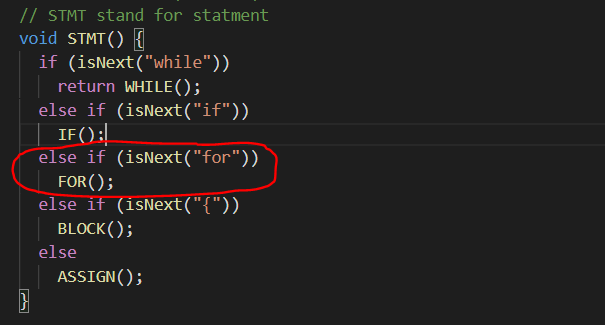 // STMT stand for statment
void STMT() {
if (isNext("while"))
return WHILE();
else if (isNext("if"))
IF();
else if (isNext("for"))
FOR();
else if (isNext("{"))
BLOCK();
else
ASSIGN();
}